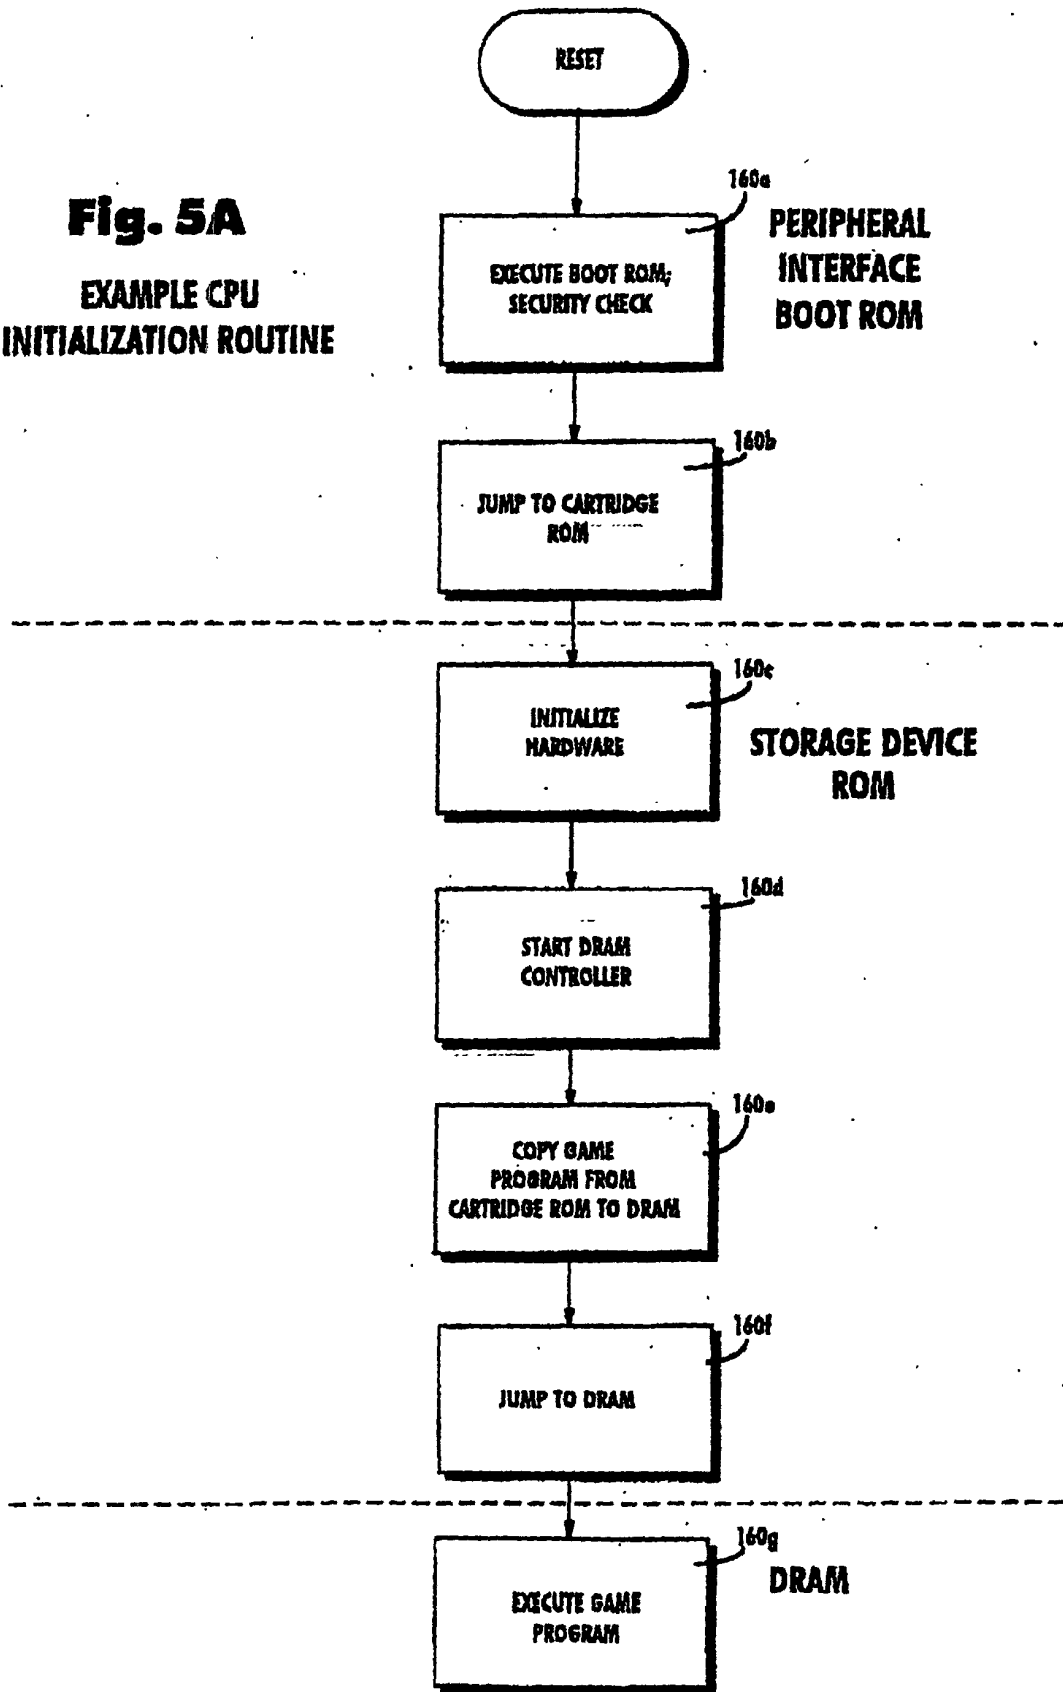 RESET
Fig. 5A
EXAMPLE CPU
INITIALIZATION ROUTINE
160a
PERIPHERAL
INTERFACE
BOOT ROM
EXECUTE BOOT ROM;
SECURITY CHECK
160b
JUMP TO CARTRIDGE
ROM
160c
INITIALIZE
HARDWARE
STORAGE DEVICE
ROM
160d
START DRAM
CONTROLLER
160e
COPY GAME
PROGRAM FROM
CARTRIDGE ROM TO DRAM
160f
JUMP TO DRAM
160g
DRAM
EXECUTE GAME
PROGRAM